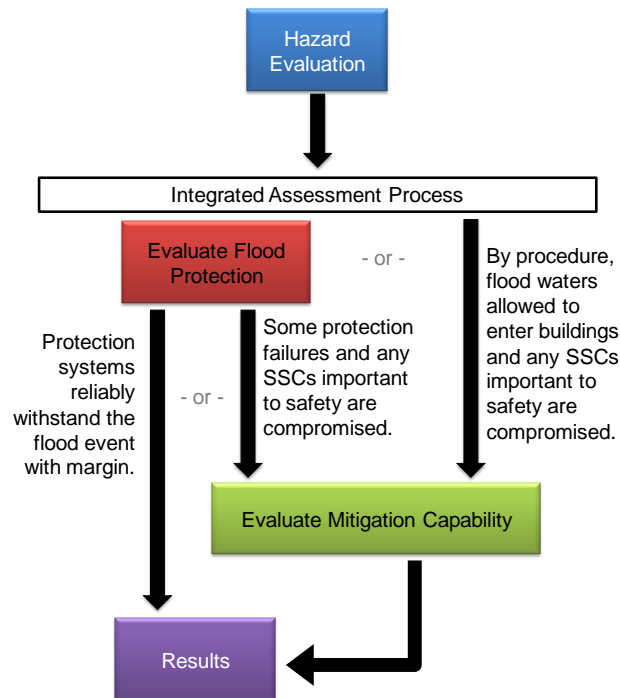 Hazard
Evaluation
Integrated Assessment Process
Evaluate Flood
Protection
- or -
By procedure,
flood waters
allowed to
enter buildings
and any SSCs
important to
safety are
compromised.
Protection
systems
reliably
withstand the
flood event
with margin.
- or -
Some protection
failures and any
SSCs important
to safety are
compromised.
Evaluate Mitigation Capability
Results